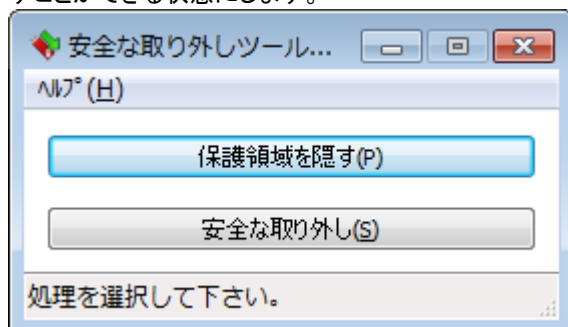 すことができる状態にします。
安全な取り外しツール...
ﾍﾙﾌﾟ(H)
保護領域を隠す(P)
安全な取り外し(S)
処理を選択して下さい。